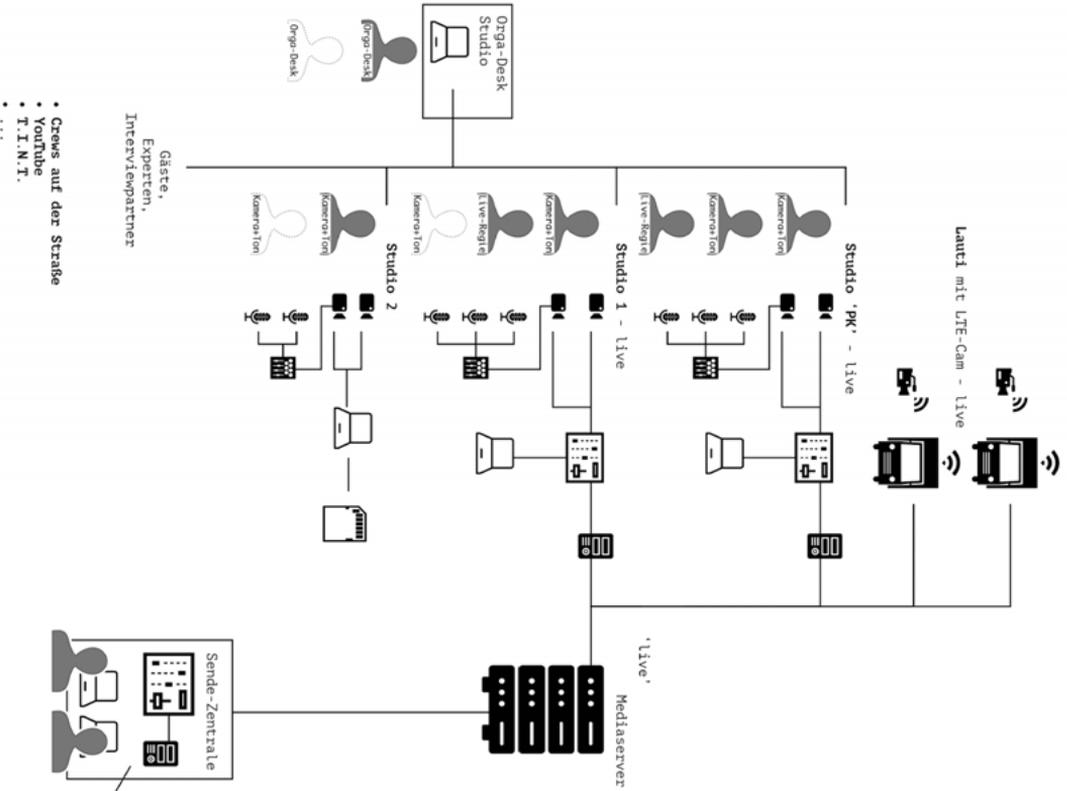 Lauti mit LTE-Cam - live
Studio 'PK' - live
Kamera+Ton
Kamera+Ton
Live-Regie
'live'
Mediaserver
Studio 1 - live
Kamera+Ton
Live-Regie
Kamera+Ton
Orga-Desk
Studio
Orga-Desk
Orga-Desk
Studio 2
Kamera+Ton
Kamera+Ton
Sende-Zentrale
Gäste,
Experten,
Interviewpartner
• Crews auf der Straße
• YouTube
• T.I.N.T.
• ...